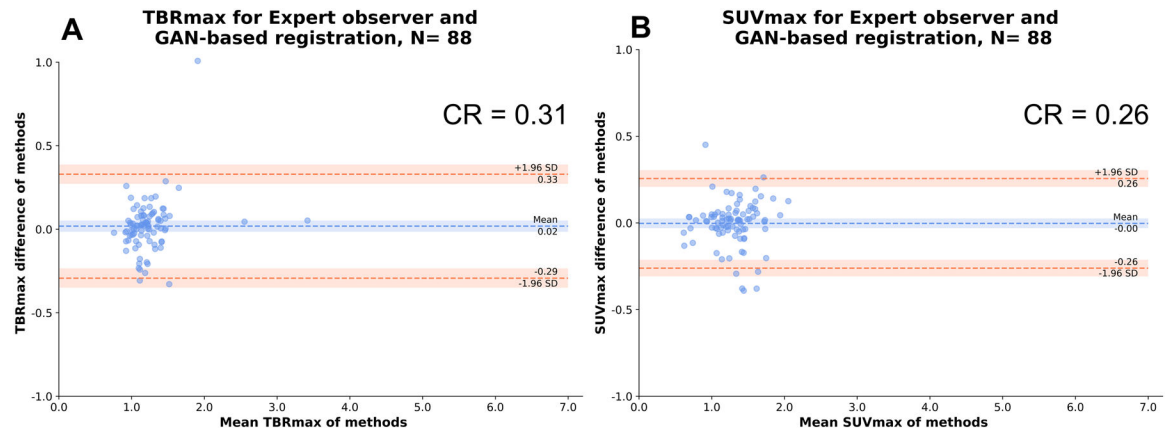 A
TBRmax for Expert observer and
GAN-based registration, N= 88
CR = 0.31
TBRmax difference of methods
1.0
0.5
0.0
-0.5
-1.0
+1.96 SD
0.33
Mean
0.02
-0.29
-1.96 SD
0.0 1.0 2.0 3.0 4.0 5.0 6.0 7.0
Mean TBRmax of methods
B
SUVmax for Expert observer and
GAN-based registration, N= 88
CR = 0.26
SUVmax difference of methods
1.0
0.5
0.0
-0.5
-1.0
+1.96 SD
0.26
Mean
-0.00
-0.26
-1.96 SD
0.0 1.0 2.0 3.0 4.0 5.0 6.0 7.0
Mean SUVmax of methods